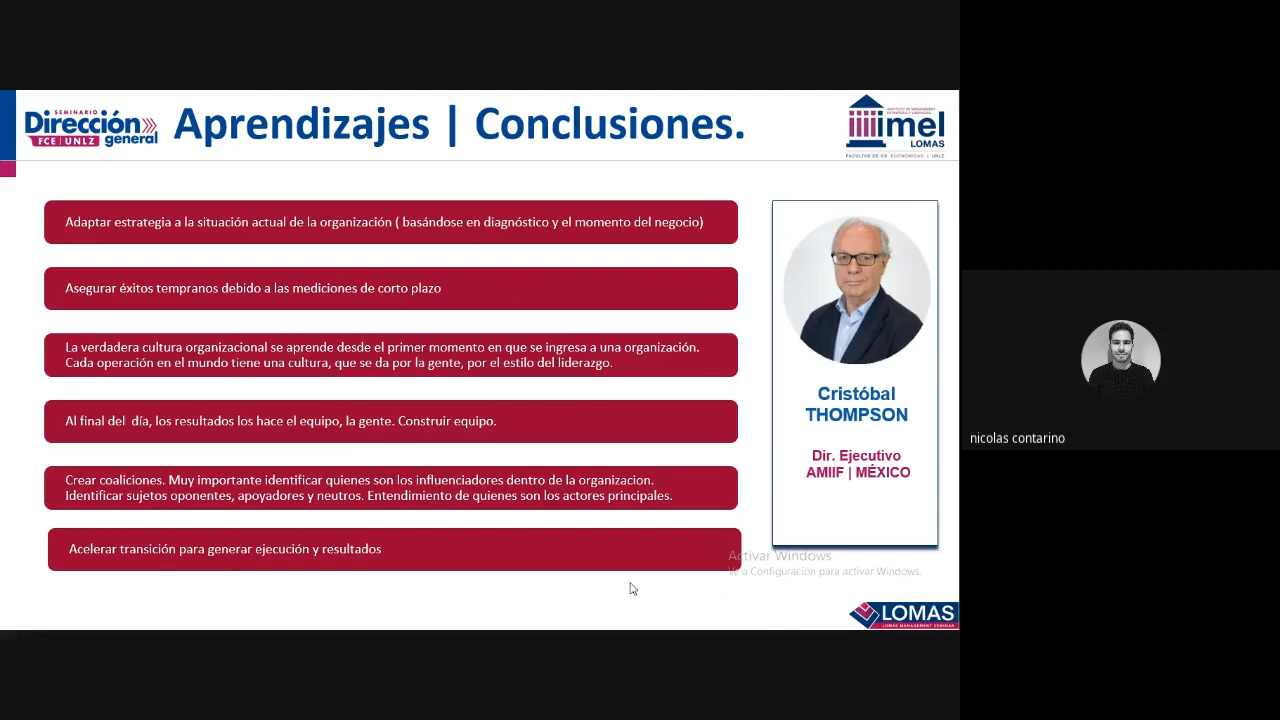 SEMINARIO
Dirección
general
FCE | UNLZ
Aprendizajes | Conclusiones.
INSTITUTO DE MANAGEMENT
ESTRATEGIA Y LIDERAZGO
imel
LOMAS
FACULTAD DE CS. ECONÓMICAS | UNLZ
Adaptar estrategia a la situación actual de la organización ( basándose en diagnóstico y el momento del negocio)
Asegurar éxitos tempranos debido a las mediciones de corto plazo
La verdadera cultura organizacional se aprende desde el primer momento en que se ingresa a una organización.
Cada operación en el mundo tiene una cultura, que se da por la gente, por el estilo del liderazgo.
Al final del día, los resultados los hace el equipo, la gente. Construir equipo.
Crear coaliciones. Muy importante identificar quienes son los influenciadores dentro de la organizacion.
Identificar sujetos oponentes, apoyadores y neutros. Entendimiento de quienes son los actores principales.
Acelerar transición para generar ejecución y resultados
Cristóbal
THOMPSON
Dir. Ejecutivo
AMIIF | MÉXICO
Activar Windows
Ve a Configuración para activar Windows.
LOMAS
LOMAS MANAGEMENT SEMINAR
nicolas contarino